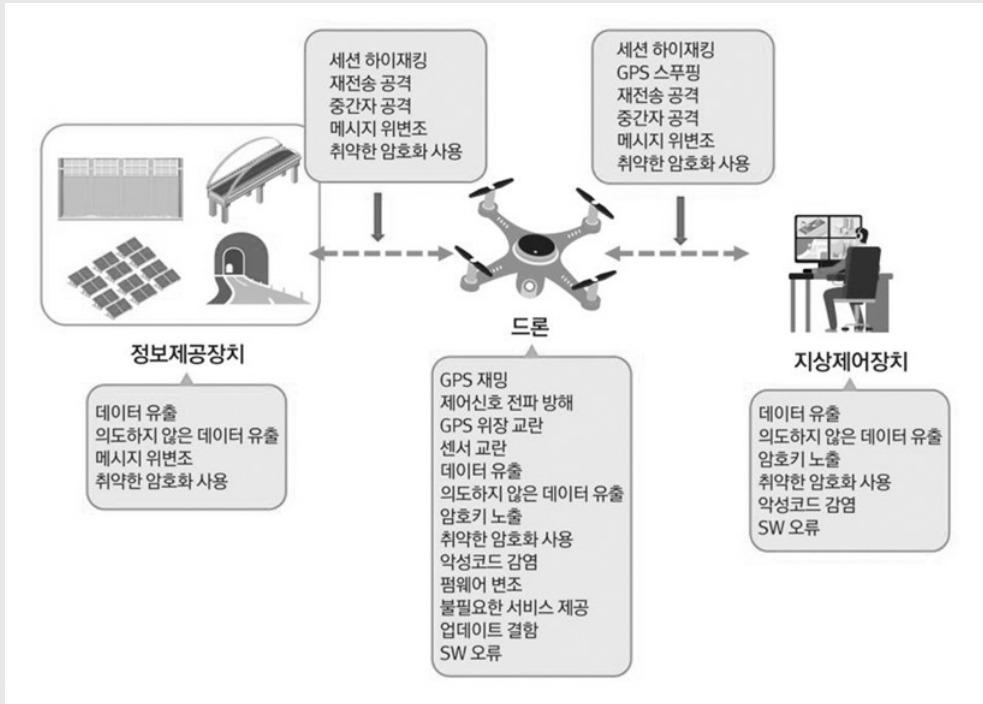 세션 하이재킹
재전송 공격
중간자 공격
메시지 위변조
취약한 암호화 사용
세션 하이재킹
GPS 스푸핑
재전송 공격
중간자 공격
메시지 위변조
취약한 암호화 사용
정보제공장치
데이터 유출
의도하지 않은 데이터 유출
메시지 위변조
취약한 암호화 사용
드론
GPS 재밍
제어신호 전파 방해
GPS 위장 교란
센서 교란
데이터 유출
의도하지 않은 데이터 유출
암호키 노출
취약한 암호화 사용
악성코드 감염
펌웨어 변조
불필요한 서비스 제공
업데이트 결함
SW 오류
지상제어장치
데이터 유출
의도하지 않은 데이터 유출
암호키 노출
취약한 암호화 사용
악성코드 감염
SW 오류